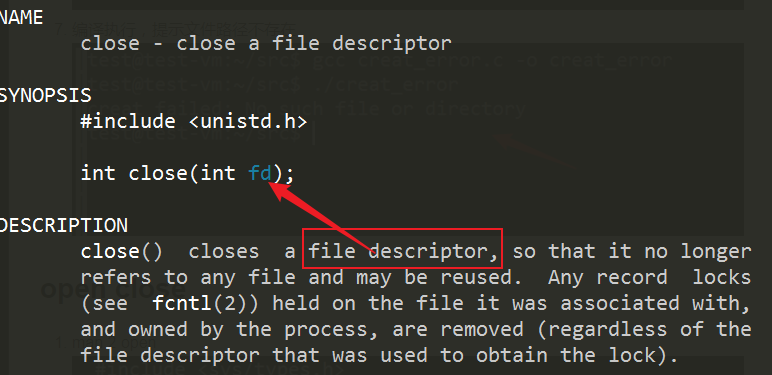 NAME
close - close a file descriptor
SYNOPSIS
#include <unistd.h>
int close(int fd);
DESCRIPTION
close() closes a file descriptor, so that it no longer
refers to any file and may be reused. Any record locks
(see fcntl(2)) held on the file it was associated with,
and owned by the process, are removed (regardless of the
file descriptor that was used to obtain the lock).